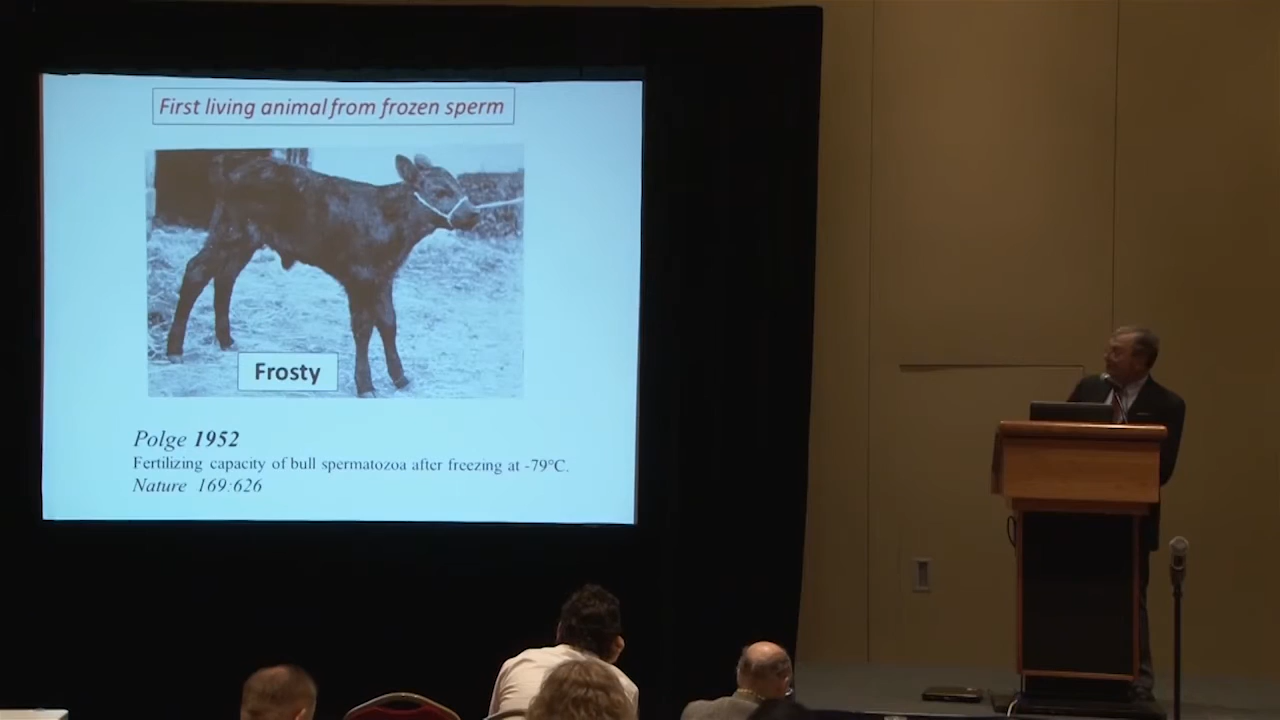 First living animal from frozen sperm
Frosty
Polge 1952
Fertilizing capacity of bull spermatozoa after freezing at -79°C.
Nature 169:626